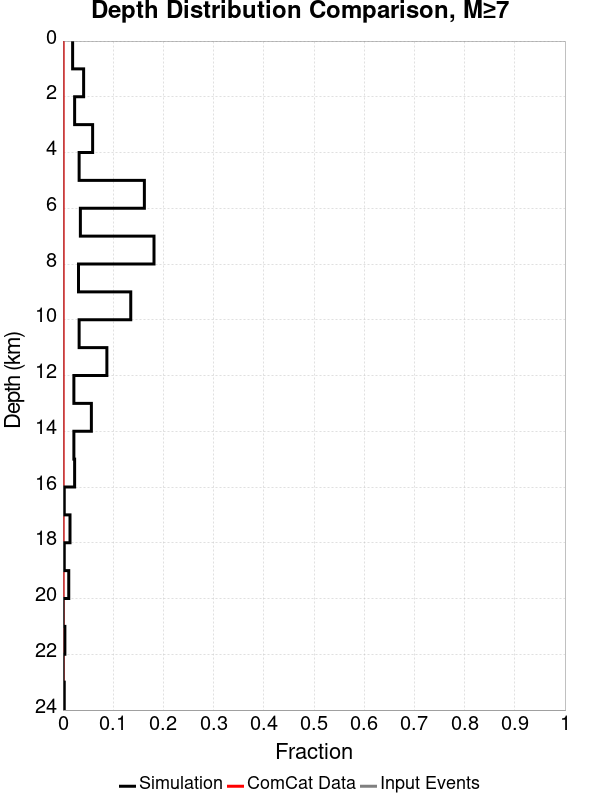 Depth Distribution Comparison, M≥7
0
2
4
6
8
10
12
14
16
18
20
22
24
Depth (km)
0 0.1 0.2 0.3 0.4 0.5 0.6 0.7 0.8 0.9 1
Fraction
Simulation ComCat Data Input Events